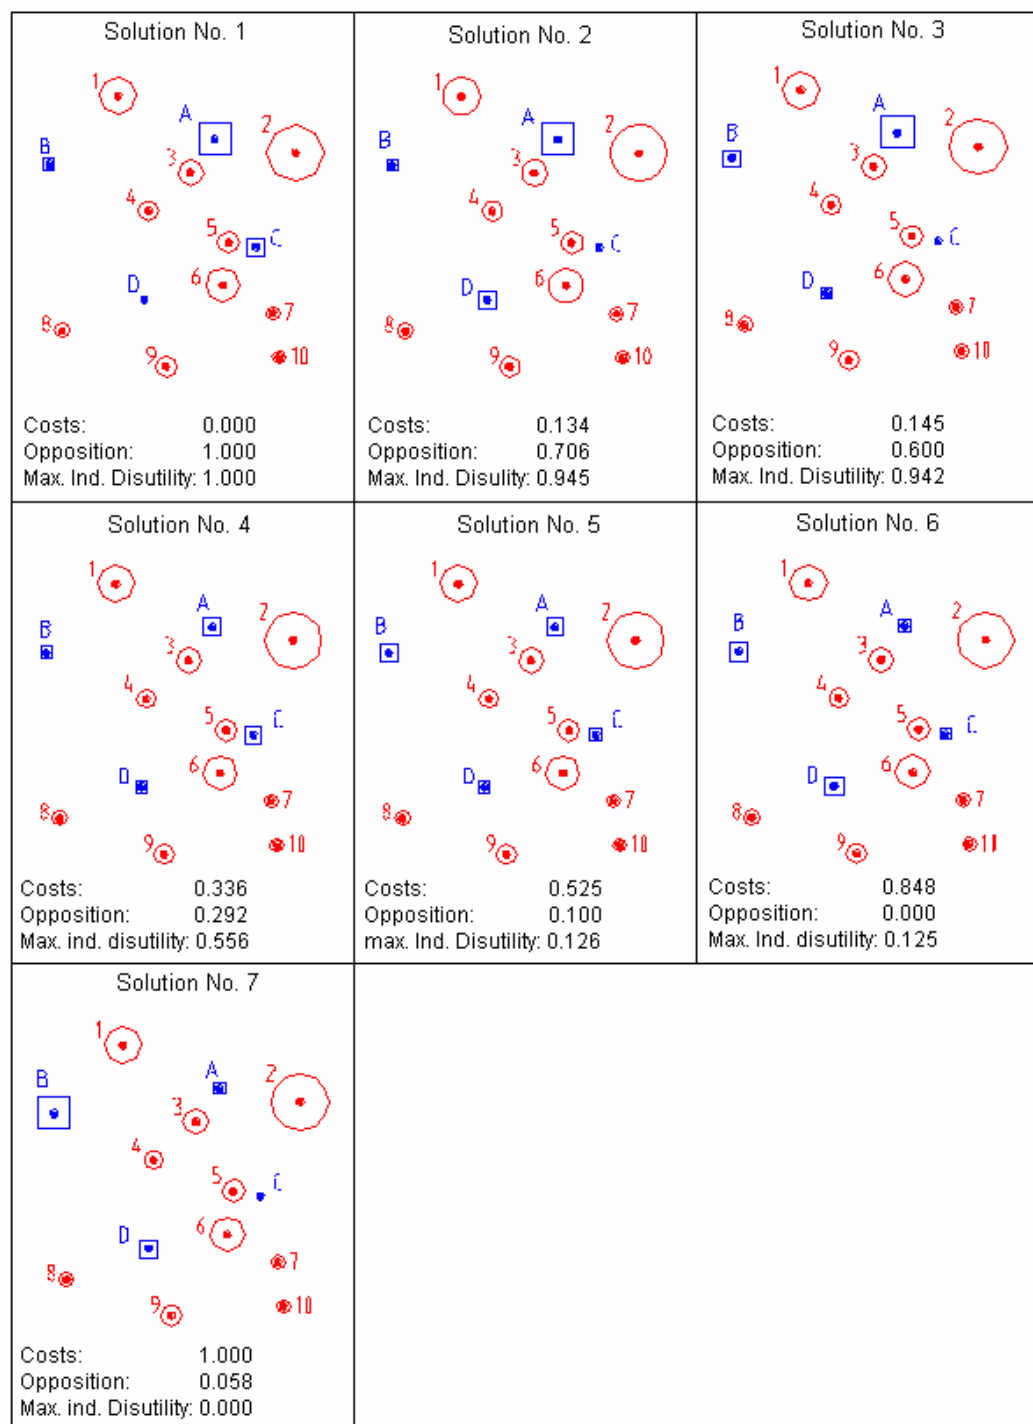 Solution No. 1
1
A
2
B
3
4
5
C
6
D
7
8
9
10
Costs: 0.000
Opposition: 1.000
Max. Ind. Disutility: 1.000
Solution No. 2
1
A
2
B
3
4
5
C
D
6
7
8
9
10
Costs: 0.134
Opposition: 0.706
Max. Ind. Disulity: 0.945
Solution No. 3
1
A
2
B
3
4
5
C
6
D
7
8
9
10
Costs: 0.145
Opposition: 0.600
Max. Ind. Disutility: 0.942
Solution No. 4
1
A
2
B
3
4
5
C
6
D
7
8
9
10
Costs: 0.336
Opposition: 0.292
Max. ind. disutility: 0.556
Solution No. 5
1
A
2
B
3
4
5
C
6
D
7
8
9
10
Costs: 0.525
Opposition: 0.100
max. Ind. Disutility: 0.126
Solution No. 6
1
A
2
B
3
4
5
C
6
D
7
8
9
10
Costs: 0.848
Opposition: 0.000
Max. Ind. Disutility: 0.125
Solution No. 7
1
A
2
B
3
4
5
C
6
D
7
8
9
10
Costs: 1.000
Opposition: 0.058
Max. ind. Disutility: 0.000